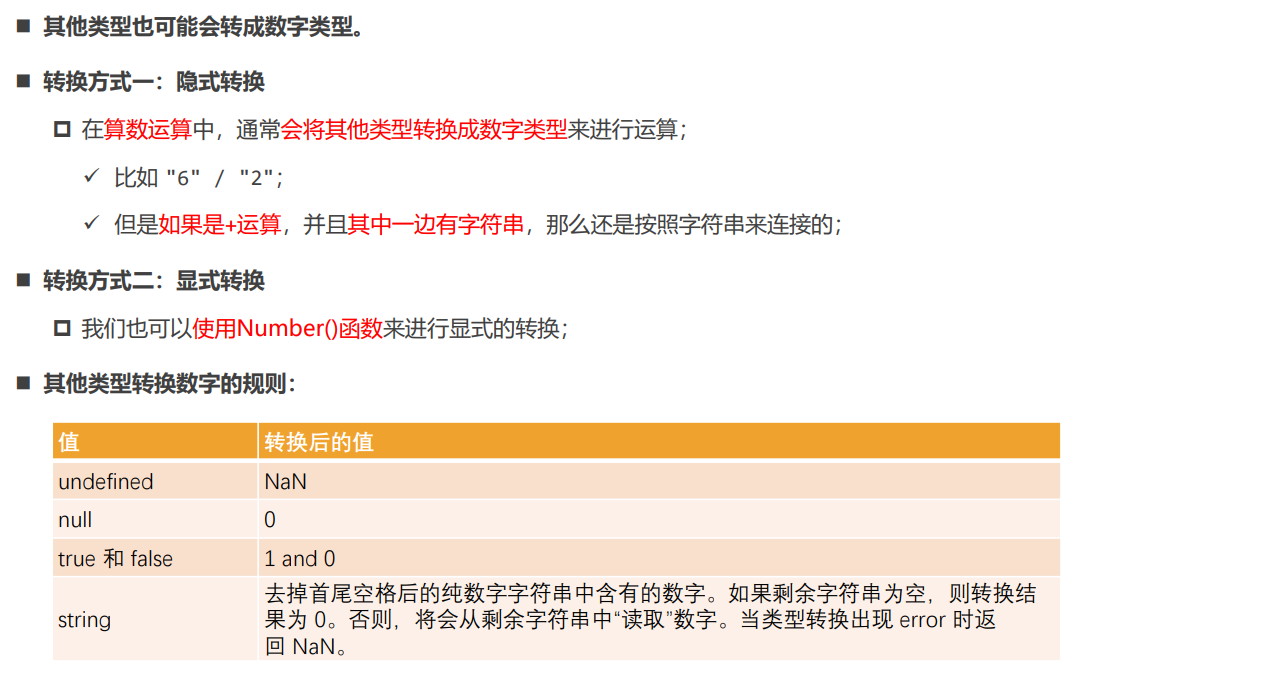 ■ 其他类型也可能会转成数字类型。
■ 转换方式一：隐式转换
在算数运算中，通常会将其他类型转换成数字类型来进行运算；
✓ 比如 "6" / "2"；
✓ 但是如果是+运算，并且其中一边有字符串，那么还是按照字符串来连接的；
■ 转换方式二：显式转换
我们也可以使用Number()函数来进行显式的转换；
■ 其他类型转换数字的规则：
值 转换后的值
undefined NaN
null 0
true 和 false 1 and 0
string 去掉首尾空格后的纯数字字符串中含有的数字。如果剩余字符串为空，则转换结
果为 0。否则，将会从剩余字符串中“读取”数字。当类型转换出现 error 时返
回 NaN。